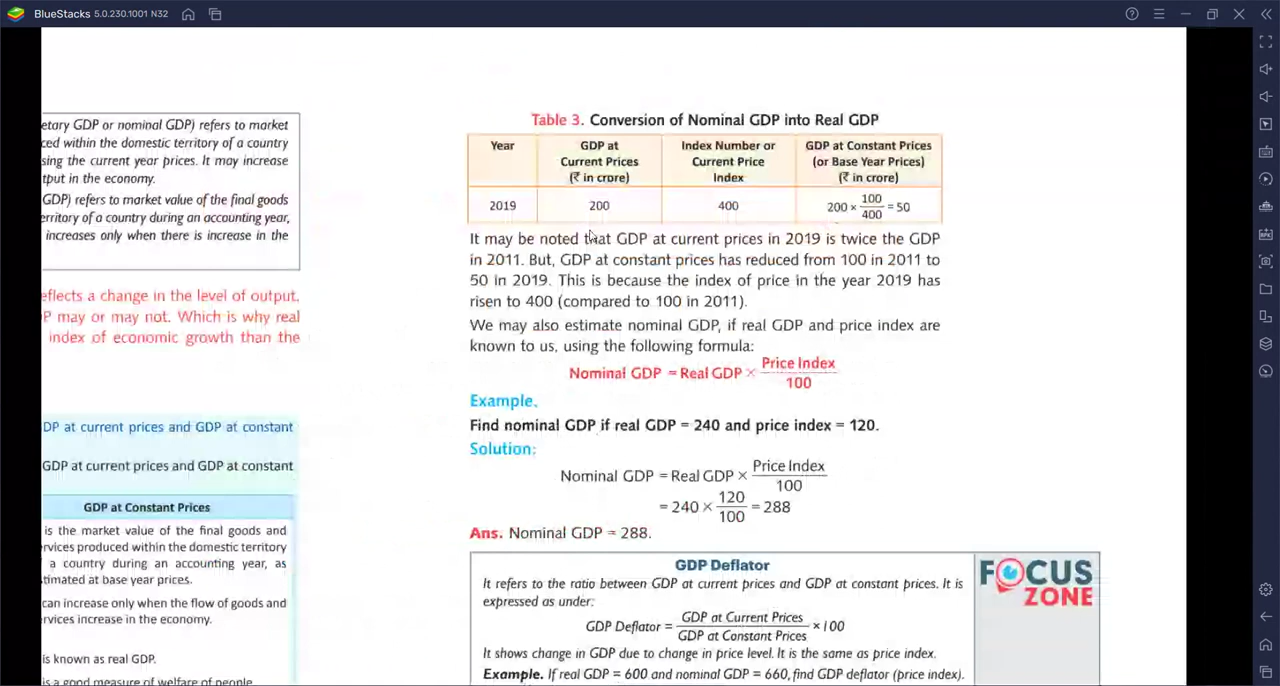 BlueStacks 5.0.230.1001 N32
etary GDP or nominal GDP) refers to market
ced within the domestic territory of a country
sing the current year prices. It may increase
tput in the economy.
GDP) refers to market value of the final goods
erritory of a country during an accounting year,
increases only when there is increase in the
eflects a change in the level of output,
P may or may not. Which is why real
index of economic growth than the
DP at current prices and GDP at constant
GDP at current prices and GDP at constant
GDP at Constant Prices
is the market value of the final goods and
rvices produced within the domestic territory
a country during an accounting year, as
timated at base year prices.
can increase only when the flow of goods and
rvices increase in the economy.
is known as real GDP.
is a good measure of welfare of people.
Table 3. Conversion of Nominal GDP into Real GDP
Year GDP at Index Number or GDP at Constant Prices
Current Prices Current Price (or Base Year Prices)
(₹ in crore) Index (₹ in crore)
2019 200 400 200 × 100/400 = 50
It may be noted that GDP at current prices in 2019 is twice the GDP
in 2011. But, GDP at constant prices has reduced from 100 in 2011 to
50 in 2019. This is because the index of price in the year 2019 has
risen to 400 (compared to 100 in 2011).
We may also estimate nominal GDP, if real GDP and price index are
known to us, using the following formula:
Nominal GDP = Real GDP × Price Index/100
Example.
Find nominal GDP if real GDP = 240 and price index = 120.
Solution:
Nominal GDP = Real GDP × Price Index/100
= 240 × 120/100 = 288
Ans. Nominal GDP = 288.
GDP Deflator
It refers to the ratio between GDP at current prices and GDP at constant prices. It is
expressed as under:
GDP Deflator = GDP at Current Prices/GDP at Constant Prices × 100
It shows change in GDP due to change in price level. It is the same as price index.
Example. If real GDP = 600 and nominal GDP = 660, find GDP deflator (price index).
FOCUS
ZONE